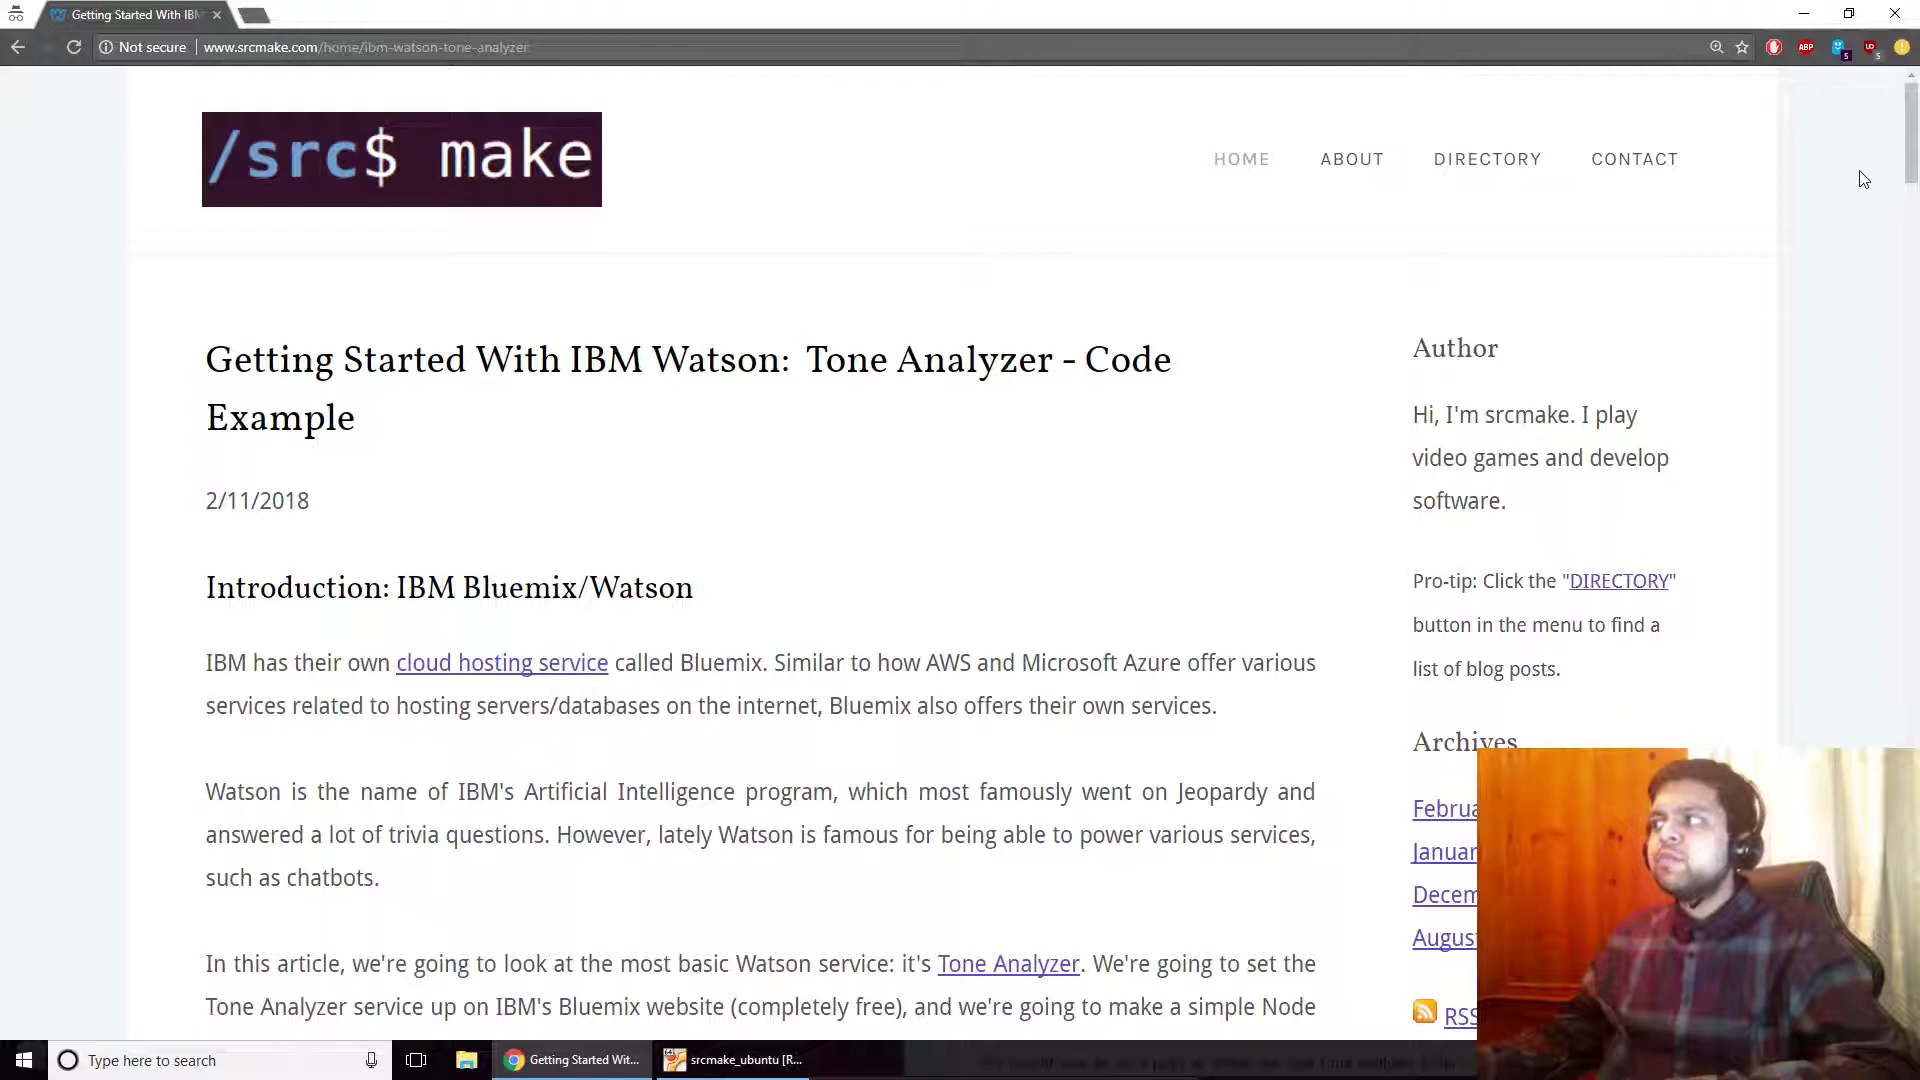 Getting Started With IBM
Not secure
www.srcmake.com/home/ibm-watson-tone-analyzer
ABP
/src$ make
HOME
ABOUT
DIRECTORY
CONTACT
Getting Started With IBM Watson: Tone Analyzer - Code
Example
2/11/2018
Introduction: IBM Bluemix/Watson
IBM has their own cloud hosting service called Bluemix. Similar to how AWS and Microsoft Azure offer various
services related to hosting servers/databases on the internet, Bluemix also offers their own services.
Watson is the name of IBM's Artificial Intelligence program, which most famously went on Jeopardy and
answered a lot of trivia questions. However, lately Watson is famous for being able to power various services,
such as chatbots.
In this article, we're going to look at the most basic Watson service: it's Tone Analyzer. We're going to set the
Tone Analyzer service up on IBM's Bluemix website (completely free), and we're going to make a simple Node
Author
Hi, I'm srcmake. I play
video games and develop
software.
Pro-tip: Click the "DIRECTORY"
button in the menu to find a
list of blog posts.
Archives
Februa
Januar
Decem
Augus
RSS
Type here to search
Getting Started Wit...
srcmake_ubuntu [R...